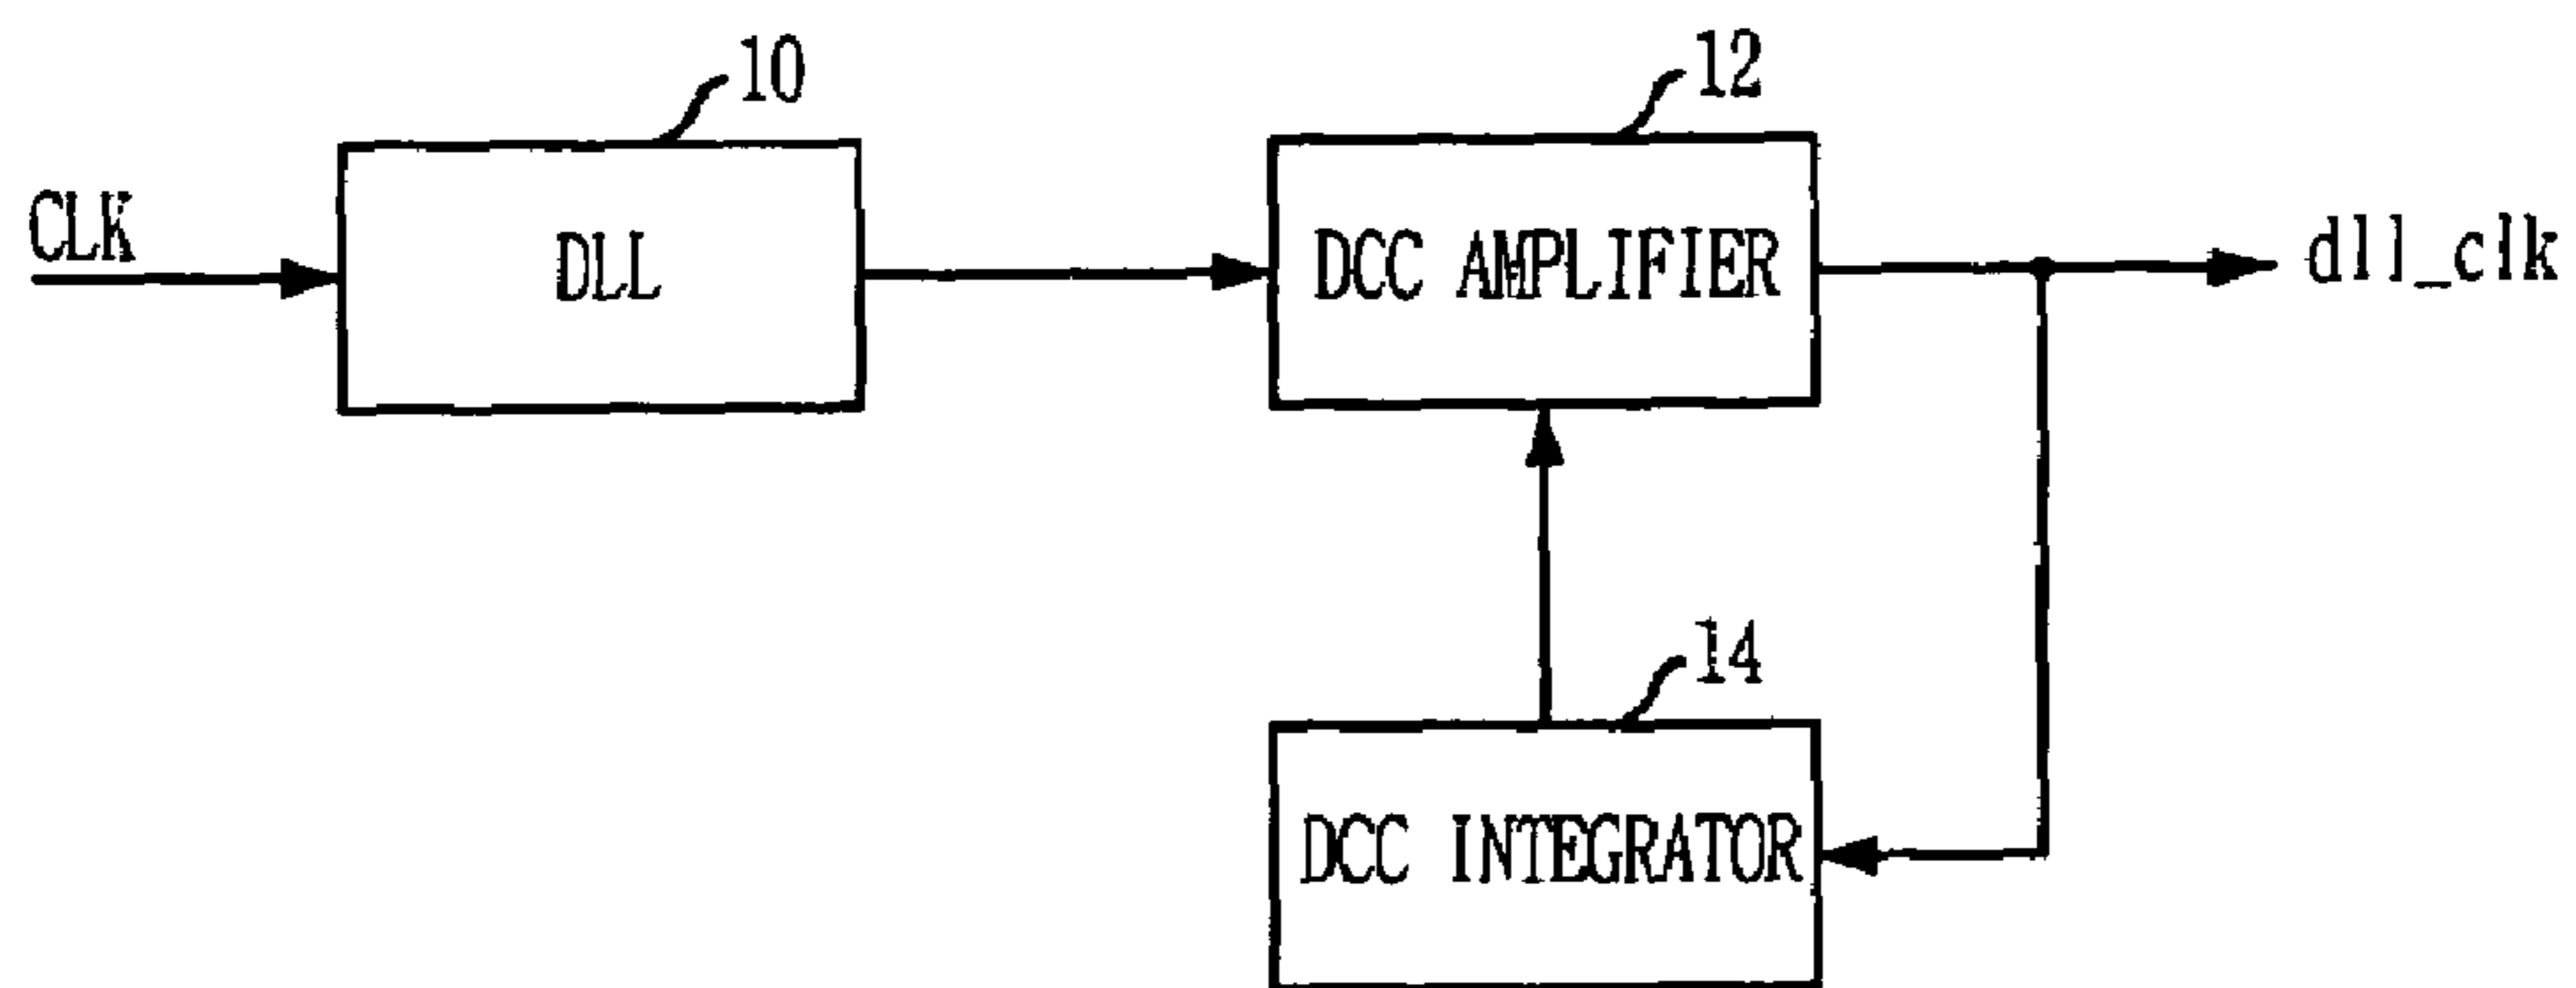 10
12
CLK
DLL
DCC AMPLIFIER
dll_clk
14
DCC INTEGRATOR